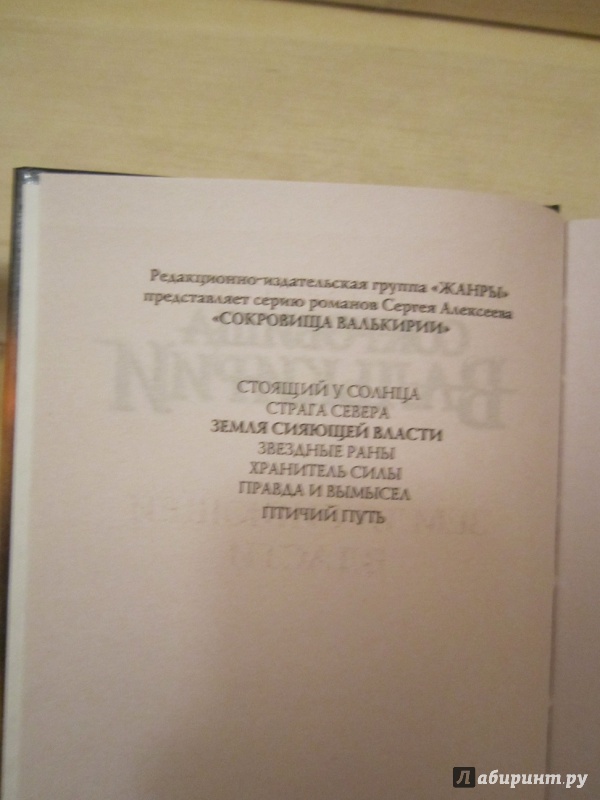 Редакционно-издательская группа «ЖАНРЫ»
представляет серию романов Сергея Алексеева
«СОКРОВИЩА ВАЛЬКИРИИ»
СТОЯЩИЙ У СОЛНЦА
СТРАГА СЕВЕРА
ЗЕМЛЯ СИЯЮЩЕЙ ВЛАСТИ
ЗВЕЗДНЫЕ РАНЫ
ХРАНИТЕЛЬ СИЛЫ
ПРАВДА И ВЫМЫСЕЛ
ПТИЧИЙ ПУТЬ
лабиринт.ру